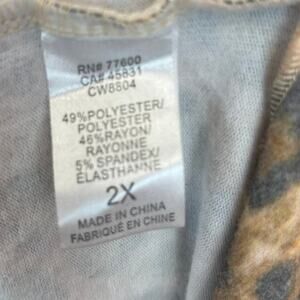 RN# 77600
CA# 45831
CW8804
49%POLYESTER/
POLYESTER
46%RAYON/
RAYONNE
5% SPANDEX/
ELASTHANNE
2X
MADE IN CHINA
FABRIQUÉ EN CHINE